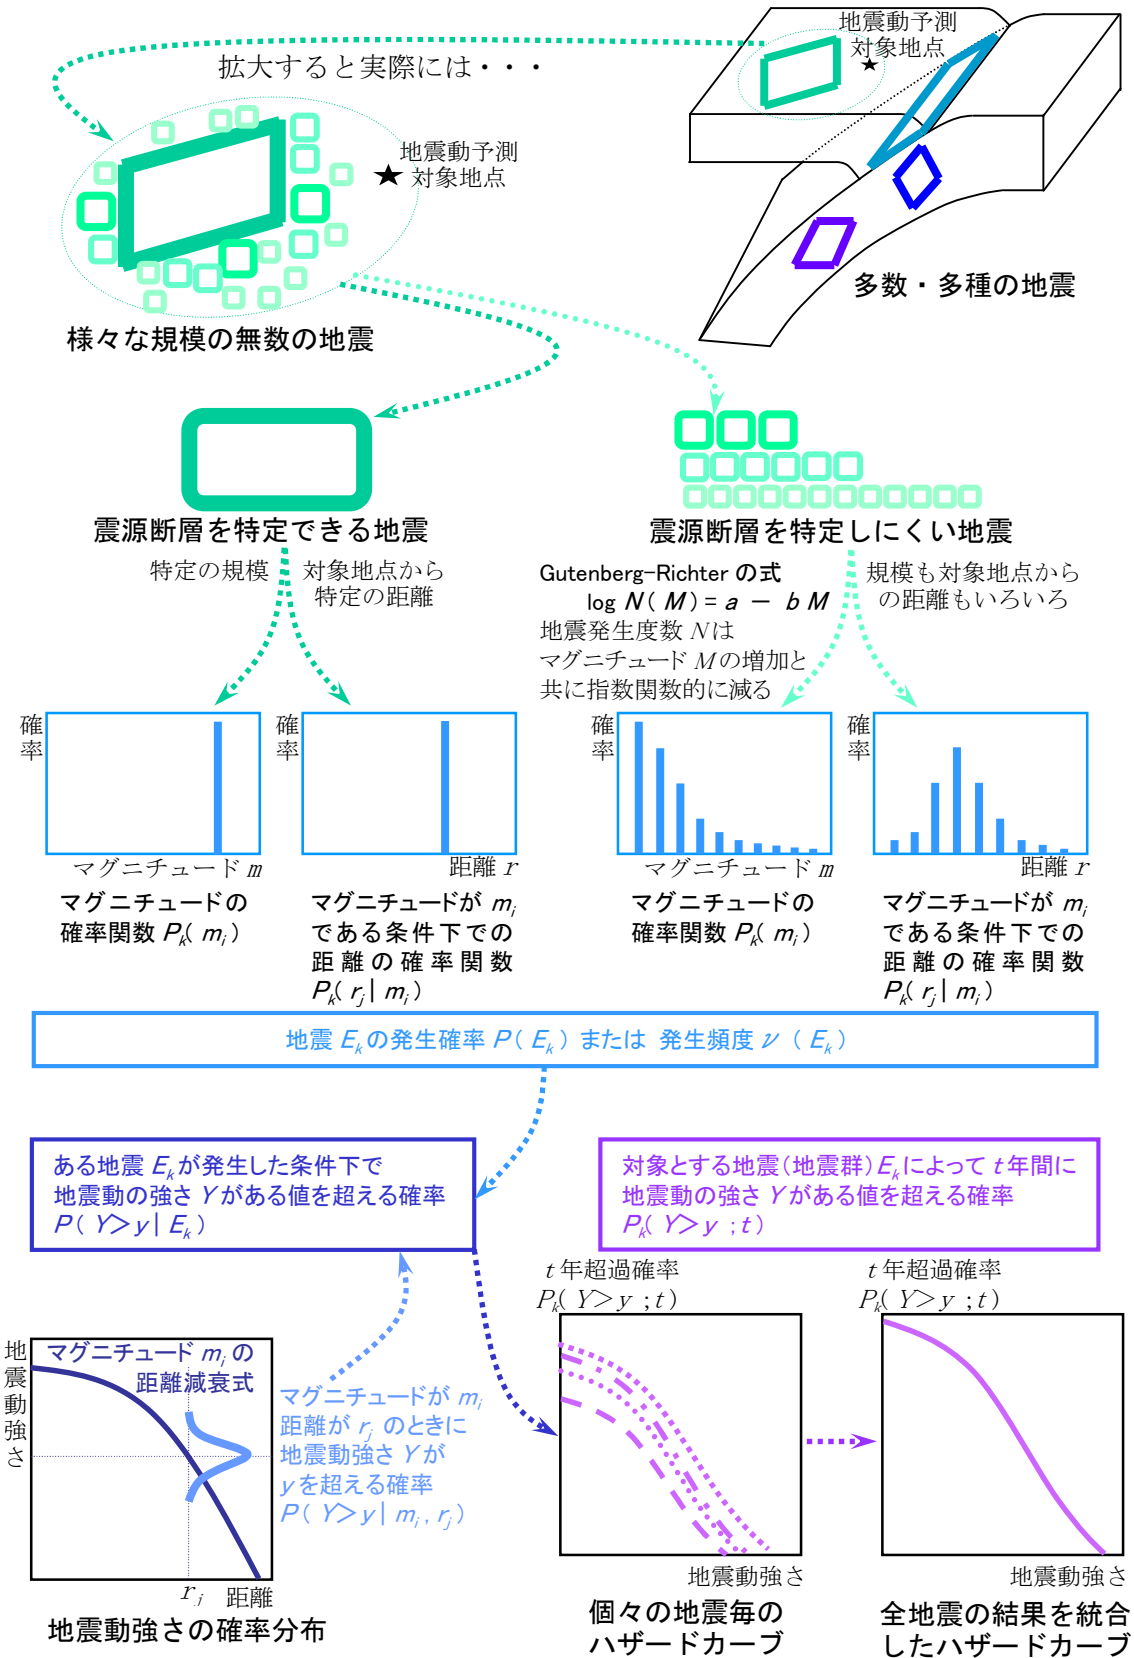 地震動予測
対象地点
拡大すると実際には・・・
地震動予測
対象地点
多数・多種の地震
様々な規模の無数の地震
震源断層を特定できる地震
特定の規模
対象地点から
特定の距離
震源断層を特定しにくい地震
Gutenberg-Richter の式
log N ( M ) = a － b M
地震発生度数 N は
マグニチュード M の増加と
共に指数関数的に減る
規模も対象地点から
の距離もいろいろ
確率
マグニチュード m
マグニチュードの
確率関数 Pk( mi )
確率
距離 r
マグニチュードが mi
である条件下での
距離の確率関数
Pk( rj | mi )
確率
マグニチュード m
マグニチュードの
確率関数 Pk( mi )
確率
距離 r
マグニチュードが mi
である条件下での
距離の確率関数
Pk( rj | mi )
地震 Ek の発生確率 P ( Ek ) または 発生頻度 ν ( Ek )
ある地震 Ek が発生した条件下で
地震動の強さ Y がある値を超える確率
P ( Y>y | Ek )
対象とする地震（地震群）Ek によって t 年間に
地震動の強さ Y がある値を超える確率
Pk( Y>y ; t )
地震動強さ
マグニチュード mi の
距離減衰式
rj
距離
地震動強さの確率分布
マグニチュードが mi
距離が rj のときに
地震動強さ Y が
y を超える確率
P ( Y>y | mi , rj )
t 年超過確率
Pk( Y>y ; t )
地震動強さ
個々の地震毎の
ハザードカーブ
t 年超過確率
Pk( Y>y ; t )
地震動強さ
全地震の結果を統合
したハザードカーブ